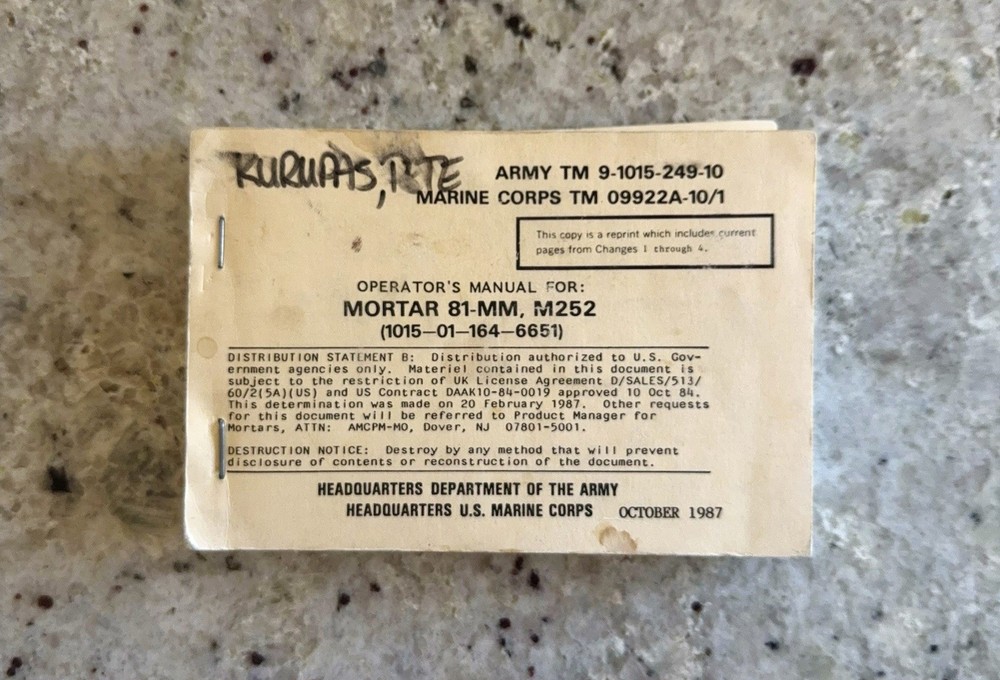 KURUPAS, RTE
ARMY TM 9-1015-249-10
MARINE CORPS TM 09922A-10/1
This copy is a reprint which includes current
pages from Changes 1 through 4.
OPERATOR'S MANUAL FOR:
MORTAR 81-MM, M252
(1015—01—164—6651)
DISTRIBUTION STATEMENT B: Distribution authorized to U.S. Gov-
ernment agencies only. Materiel contained in this document is
subject to the restriction of UK License Agreement D/SALES/513/
60/2(5A)(US) and US Contract DAAK10-84-0019 approved 10 Oct 84.
This determination was made on 20 February 1987. Other requests
for this document will be referred to Product Manager for
Mortars, ATTN: AMCPM-MO, Dover, NJ 07801-5001.
DESTRUCTION NOTICE: Destroy by any method that will prevent
disclosure of contents or reconstruction of the document.
HEADQUARTERS DEPARTMENT OF THE ARMY
HEADQUARTERS U.S. MARINE CORPS OCTOBER 1987